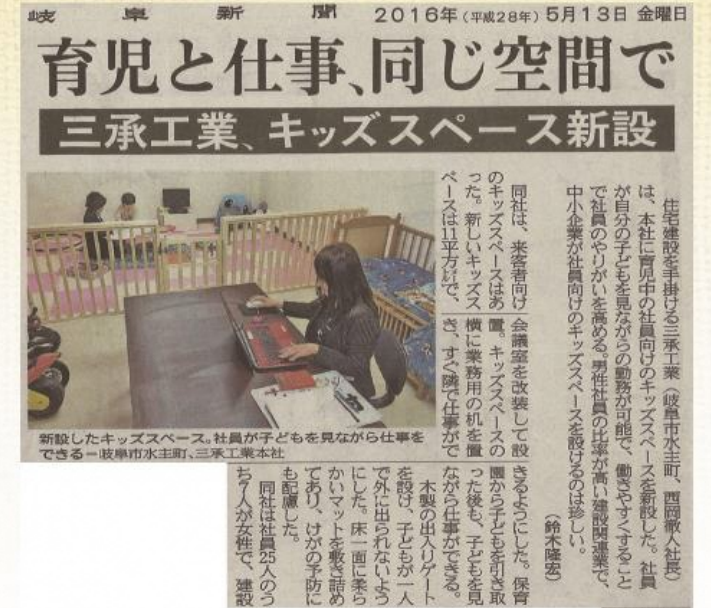 岐阜新聞
2016年(平成28年)5月13日 金曜日
育児と仕事、同じ空間で
三承工業、キッズスペース新設
住宅建設を手掛ける三承工業(岐阜市水主町、西岡徹人社長)
は、本社に育児中の社員向けのキッズスペースを新設した。社員
が自分の子どもを見ながらの勤務が可能で、働きやすくすること
で社員のやりがいを高める。男性社員の比率が高い建設関連業で、
中小企業が社員向けのキッズスペースを設けるのは珍しい。
(鈴木隆宏)
同社は、来客者向け
のキッズスペースはあ
った。新しいキッズス
ペースは11平方㍍で、
会議室を改装して設
置。キッズスペースの
横に業務用の机を置
き、すぐ隣で仕事がで
きるようにした。保育
園から子どもを引き取
った後も、子どもを見
ながら仕事ができる。
木製の出入りゲート
を設け、子どもが一人
で外に出られないよう
にした。床一面に柔ら
かいマットを敷き詰め
てあり、けがの予防に
も配慮した。
同社は社員25人のう
ち7人が女性で、建設
新設したキッズスペース。社員が子どもを見ながら仕事を
できる=岐阜市水主町、三承工業本社